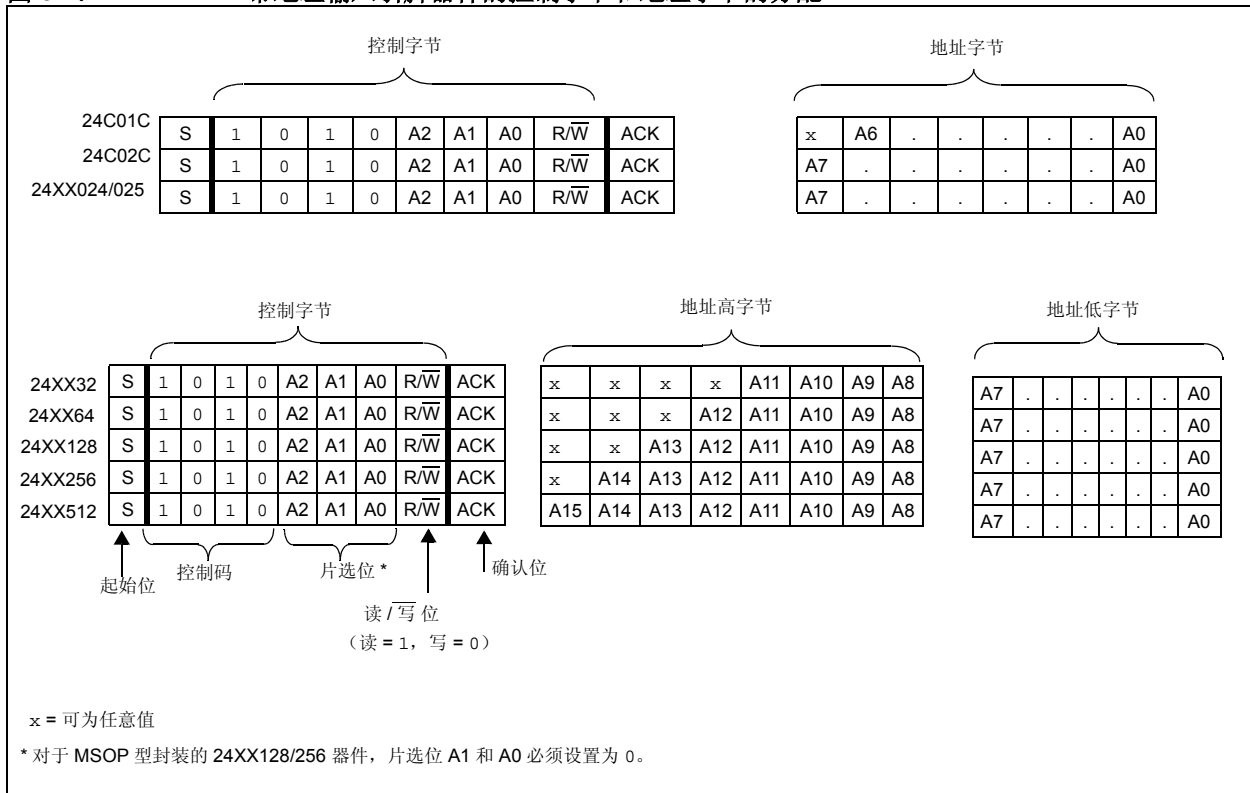 控制字节 地址字节
24C01C S 1 0 1 0 A2 A1 A0 R/W ACK x A6 . . . . . A0
24C02C S 1 0 1 0 A2 A1 A0 R/W ACK A7 . . . . . . A0
24XX024/025 S 1 0 1 0 A2 A1 A0 R/W ACK A7 . . . . . . A0
控制字节 地址高字节 地址低字节
24XX32 S 1 0 1 0 A2 A1 A0 R/W ACK x x x x A11 A10 A9 A8 A7 . . . . . . A0
24XX64 S 1 0 1 0 A2 A1 A0 R/W ACK x x x A12 A11 A10 A9 A8 A7 . . . . . . A0
24XX128 S 1 0 1 0 A2 A1 A0 R/W ACK x x A13 A12 A11 A10 A9 A8 A7 . . . . . . A0
24XX256 S 1 0 1 0 A2 A1 A0 R/W ACK x A14 A13 A12 A11 A10 A9 A8 A7 . . . . . . A0
24XX512 S 1 0 1 0 A2 A1 A0 R/W ACK A15 A14 A13 A12 A11 A10 A9 A8 A7 . . . . . . A0
起始位 控制码 片选位 * 确认位
读 / 写 位
（读 = 1，写 = 0）
x = 可为任意值
* 对于 MSOP 型封装的 24XX128/256 器件，片选位 A1 和 A0 必须设置为 0。